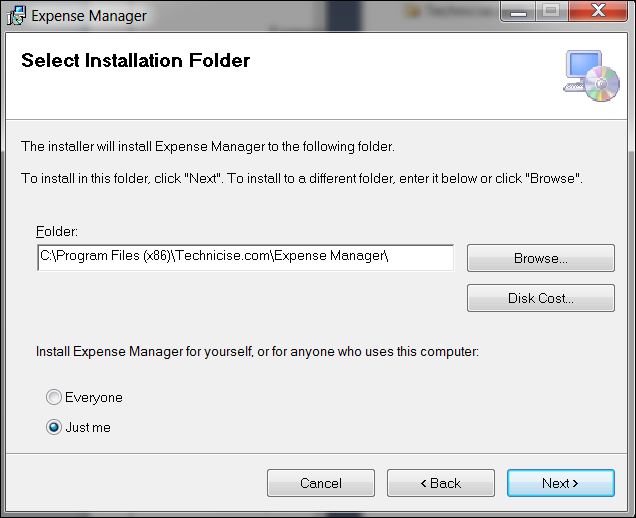 Expense Manager
Technicise
Select Installation Folder
The installer will install Expense Manager to the following folder.
To install in this folder, click "Next". To install to a different folder, enter it below or click "Browse".
Folder:
C:\Program Files (x86)\Technicise.com\Expense Manager\
Browse...
Disk Cost...
Install Expense Manager for yourself, or for anyone who uses this computer:
Everyone
Just me
Cancel
< Back
Next >